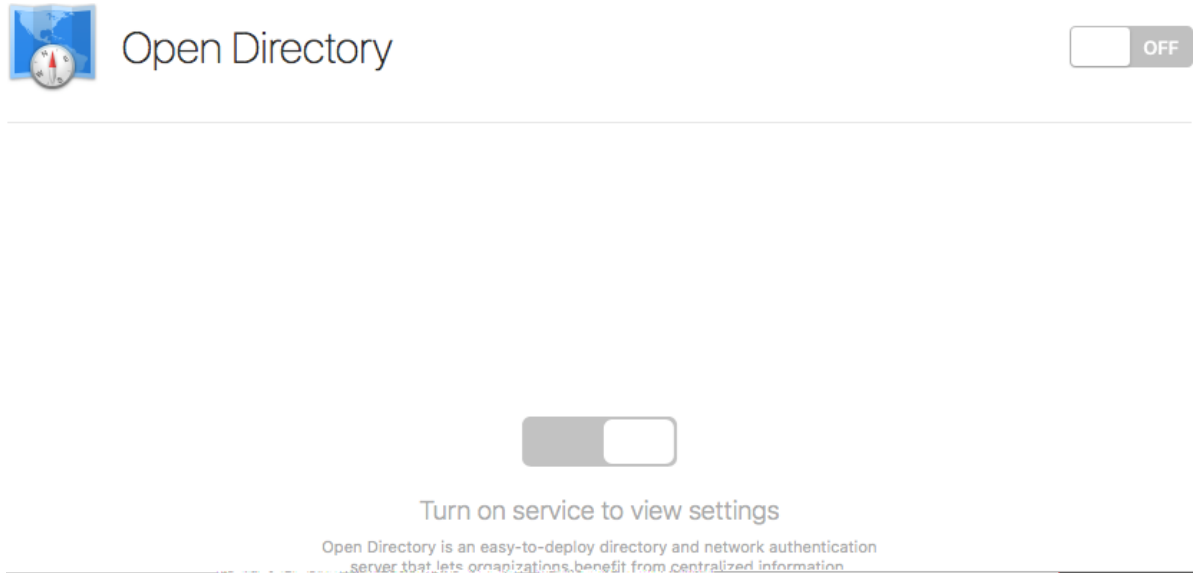 Open Directory
OFF
Turn on service to view settings
Open Directory is an easy-to-deploy directory and network authentication
server that lets organizations benefit from centralized information